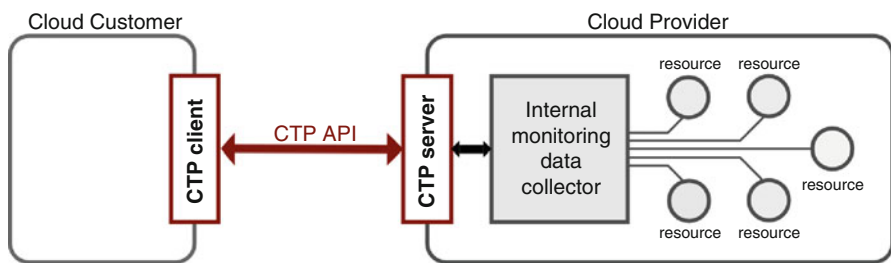 Cloud Customer
Cloud Provider
CTP client
CTP API
CTP server
Internal
monitoring
data
collector
resource
resource
resource
resource
resource